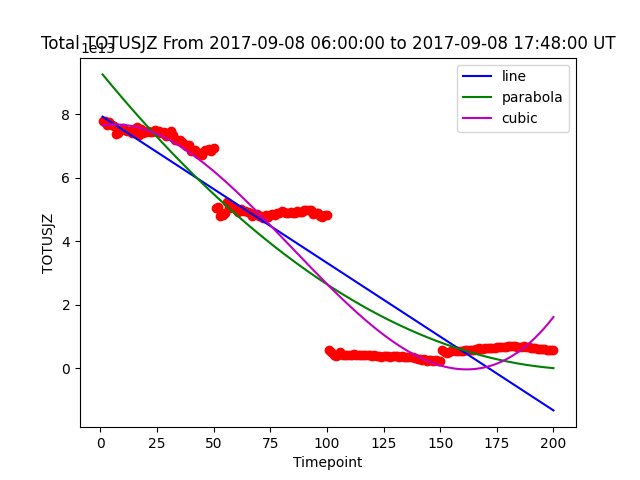 Total TOTUSJZ From 2017-09-08 06:00:00 to 2017-09-08 17:48:00 UT
1e13
line
parabola
cubic
8
6
4
2
0
TOTUSJZ
0 25 50 75 100 125 150 175 200
Timepoint